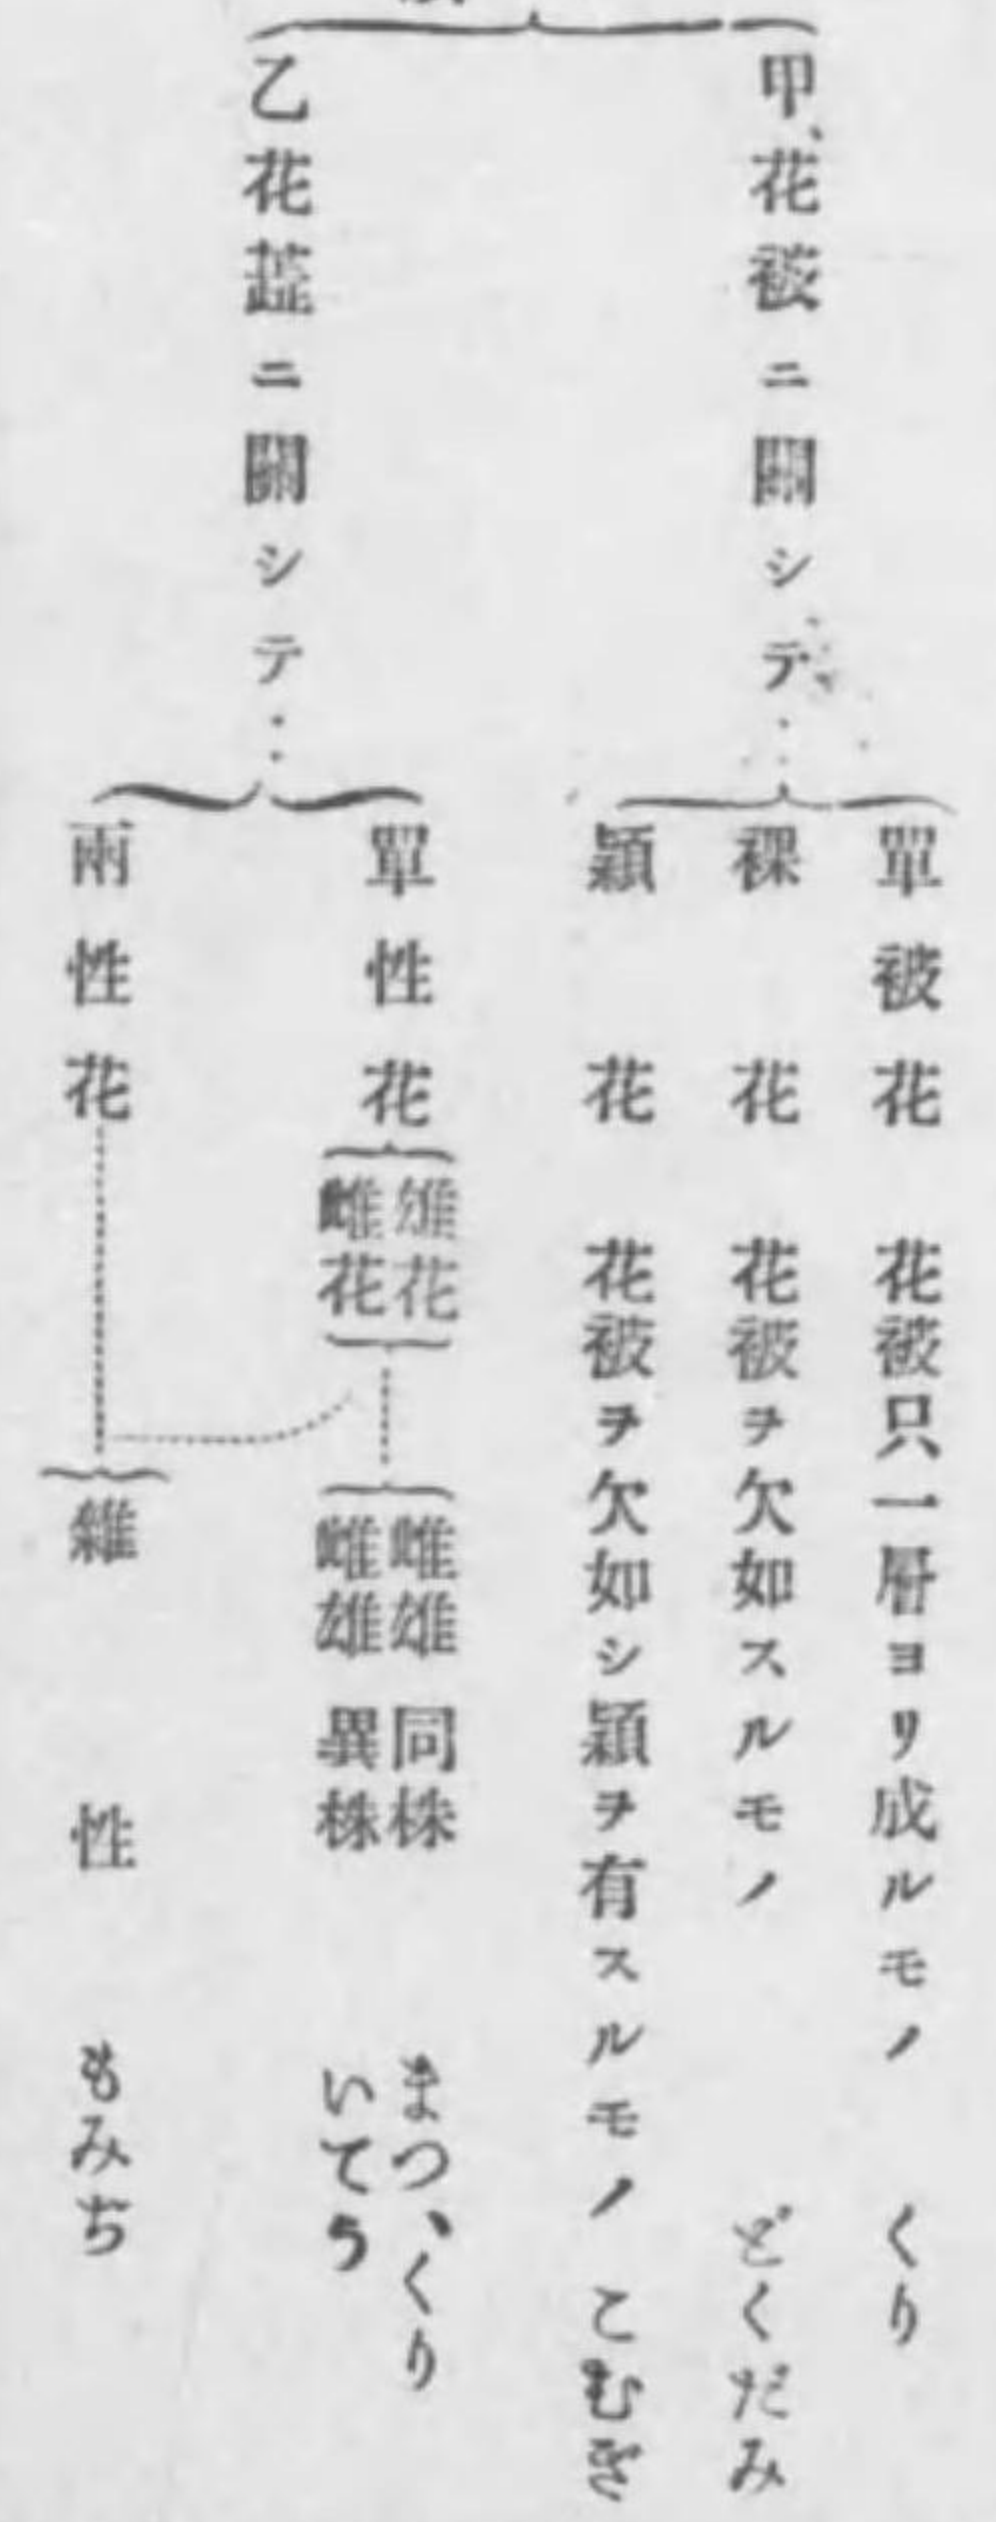 甲、花被ニ關シテ‥
單被花 花被只一層ヨリ成ルモノ くり
裸花 花被ヲ欠如スルモノ どくだみ
穎花 花被ヲ欠如シ穎ヲ有スルモノ こむぎ
乙花蕋ニ關シテ‥
單性花
雄花
雌花
雌雄同株 まつ、くり
雌雄異株 いてう
兩性花
雜性 もみぢ